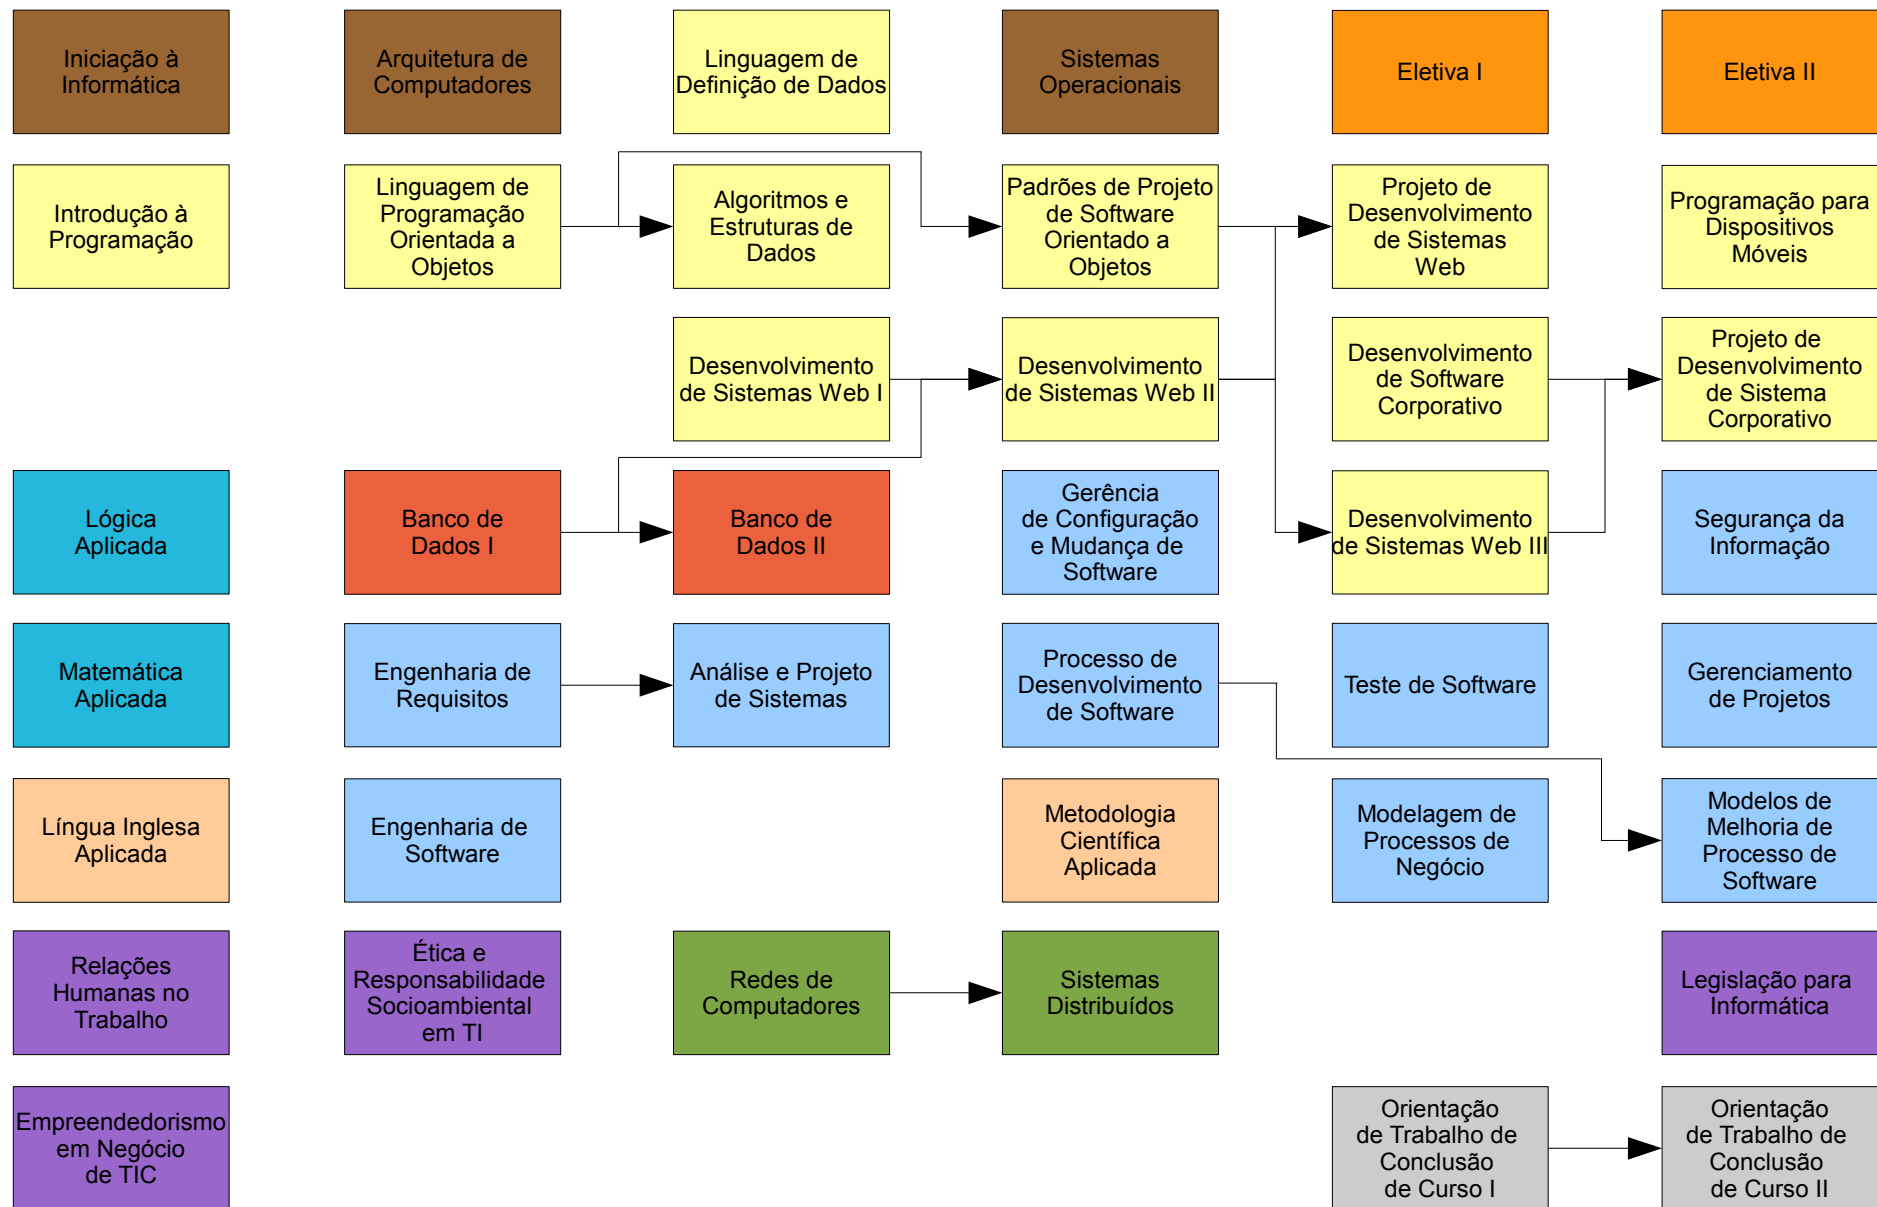 Iniciação à
Informática
Arquitetura de
Computadores
Linguagem de
Definição de Dados
Sistemas
Operacionais
Eletiva I
Eletiva II
Introdução à
Programação
Linguagem de
Programação
Orientada a
Objetos
Algoritmos e
Estruturas de
Dados
Padrões de Projeto
de Software
Orientado a
Objetos
Projeto de
Desenvolvimento
de Sistemas
Web
Programação para
Dispositivos
Móveis
Desenvolvimento
de Sistemas Web I
Desenvolvimento
de Sistemas Web II
Desenvolvimento
de Software
Corporativo
Projeto de
Desenvolvimento
de Sistema
Corporativo
Lógica
Aplicada
Banco de
Dados I
Banco de
Dados II
Gerência
de Configuração
e Mudança de
Software
Desenvolvimento
de Sistemas Web III
Segurança da
Informação
Matemática
Aplicada
Engenharia de
Requisitos
Análise e Projeto
de Sistemas
Processo de
Desenvolvimento
de Software
Teste de Software
Gerenciamento
de Projetos
Língua Inglesa
Aplicada
Engenharia de
Software
Metodologia
Científica
Aplicada
Modelagem de
Processos de
Negócio
Modelos de
Melhoria de
Processo de
Software
Relações
Humanas no
Trabalho
Ética e
Responsabilidade
Socioambiental
em TI
Redes de
Computadores
Sistemas
Distribuídos
Legislação para
Informática
Empreendedorismo
em Negócio
de TIC
Orientação
de Trabalho de
Conclusão
de Curso I
Orientação
de Trabalho de
Conclusão
de Curso II